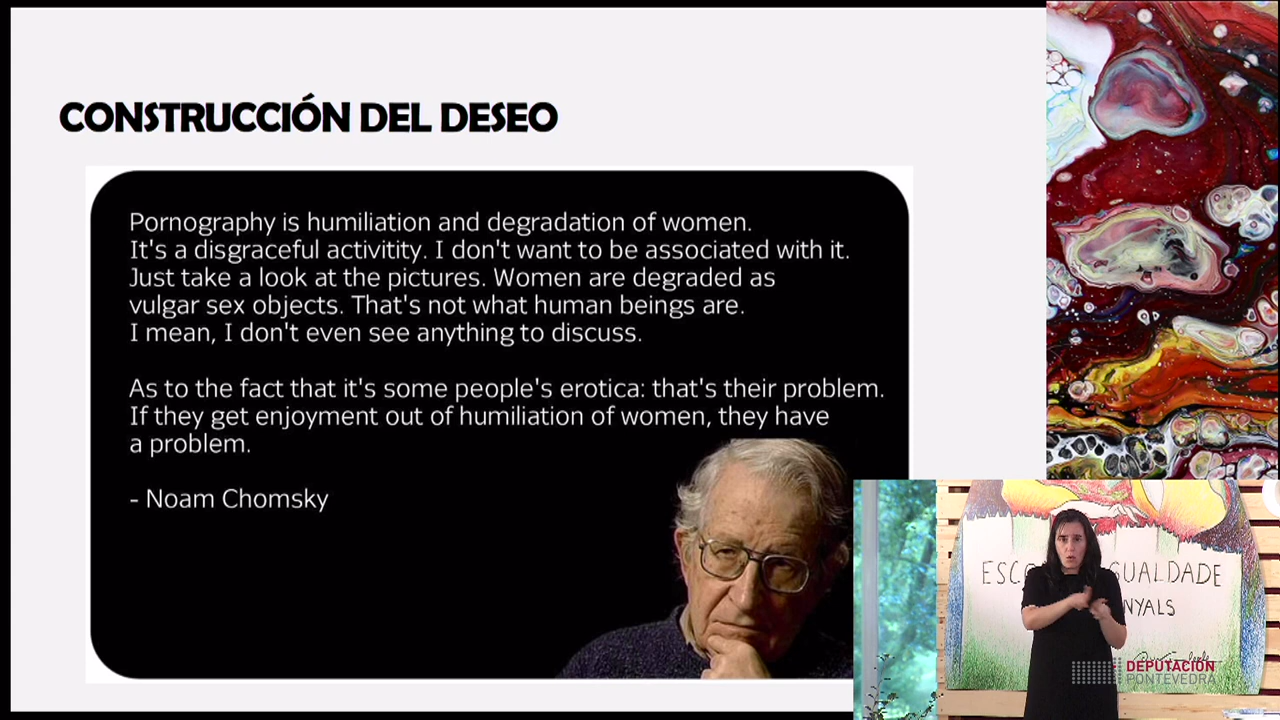 CONSTRUCCIÓN DEL DESEO
Pornography is humiliation and degradation of women.
It's a disgraceful activitity. I don't want to be associated with it.
Just take a look at the pictures. Women are degraded as
vulgar sex objects. That's not what human beings are.
I mean, I don't even see anything to discuss.
As to the fact that it's some people's erotica: that's their problem.
If they get enjoyment out of humiliation of women, they have
a problem.
- Noam Chomsky
DEPUTACIÓN
PONTEVEDRA